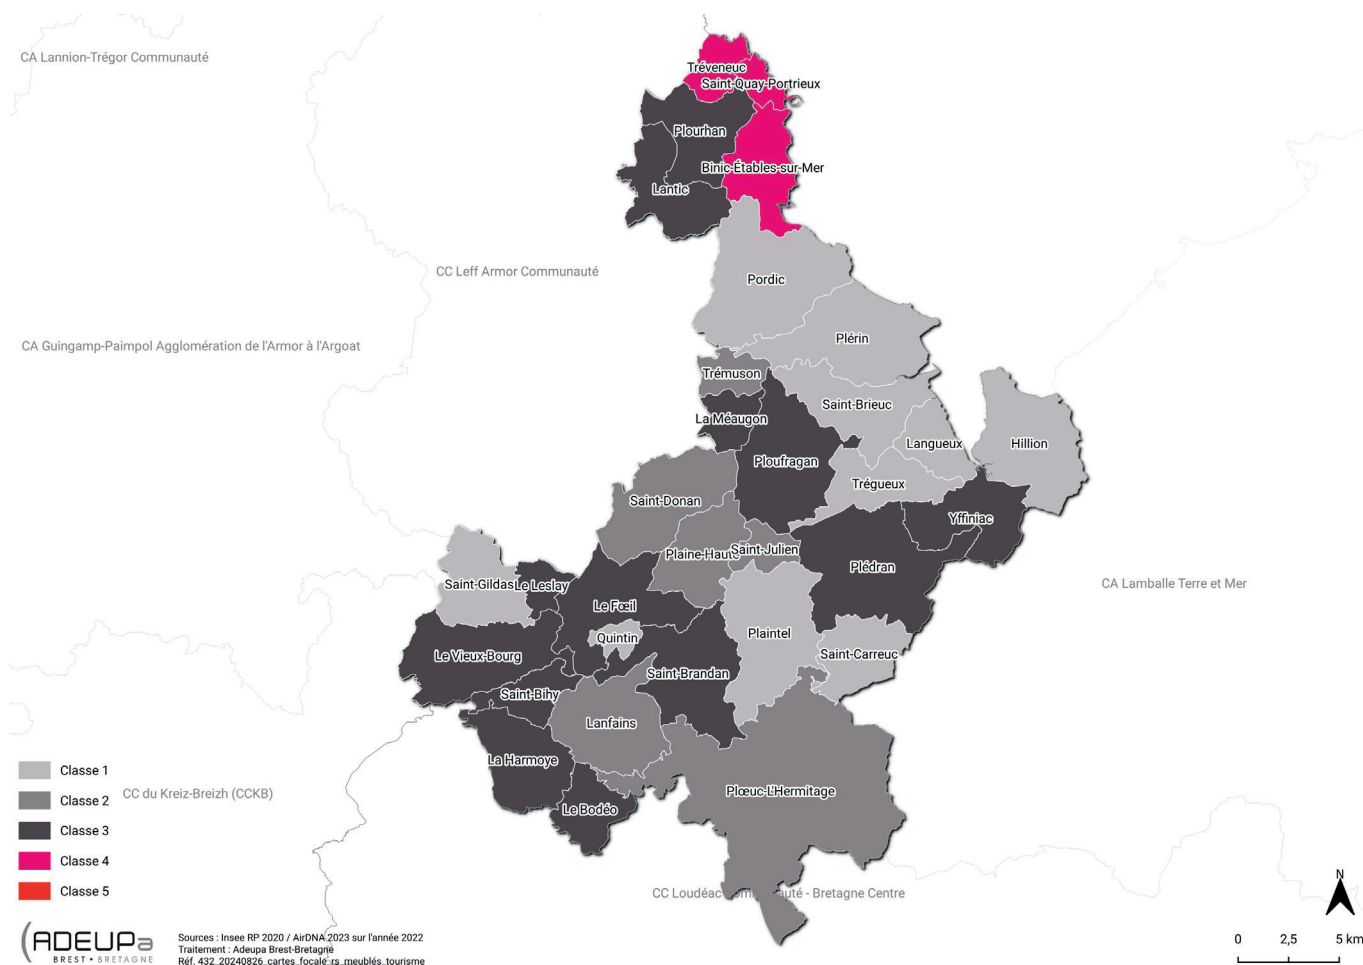 CA Lannion-Trégor Communauté
Tréveneuc
Saint-Quay-Portrieux
Plourhan
Binic-Étables-sur-Mer
Lantic
CC Leff Armor Communauté
Pordic
Plérin
CA Guingamp-Paimpol Agglomération de l'Armor à l'Argoat
Trémuson
Saint-Brieuc
La Méaugon
Langueux
Hillion
Ploufragan
Trégueux
Saint-Donan
Yffiniac
Plaine-Haute
Saint-Julien
Plédran
CA Lamballe Terre et Mer
Saint-Gildas
Le Leslay
Le Fœil
Quintin
Plaintel
Saint-Carreuc
Le Vieux-Bourg
Saint-Brandan
Saint-Bihy
Lanfains
La Harmoye
Plœuc-L'Hermitage
Le Bodéo
CC du Kreiz-Breizh (CCKB)
CC Loudéac Communauté - Bretagne Centre
Classe 1
Classe 2
Classe 3
Classe 4
Classe 5
ADEUPa
BREST • BRETAGNE
Sources : Insee RP 2020 / AirDNA 2023 sur l'année 2022
Traitement : Adeupa Brest-Bretagne
Réf. 432_20240826_cartes_focale_rs_meublés_tourisme
N
0 2,5 5 km